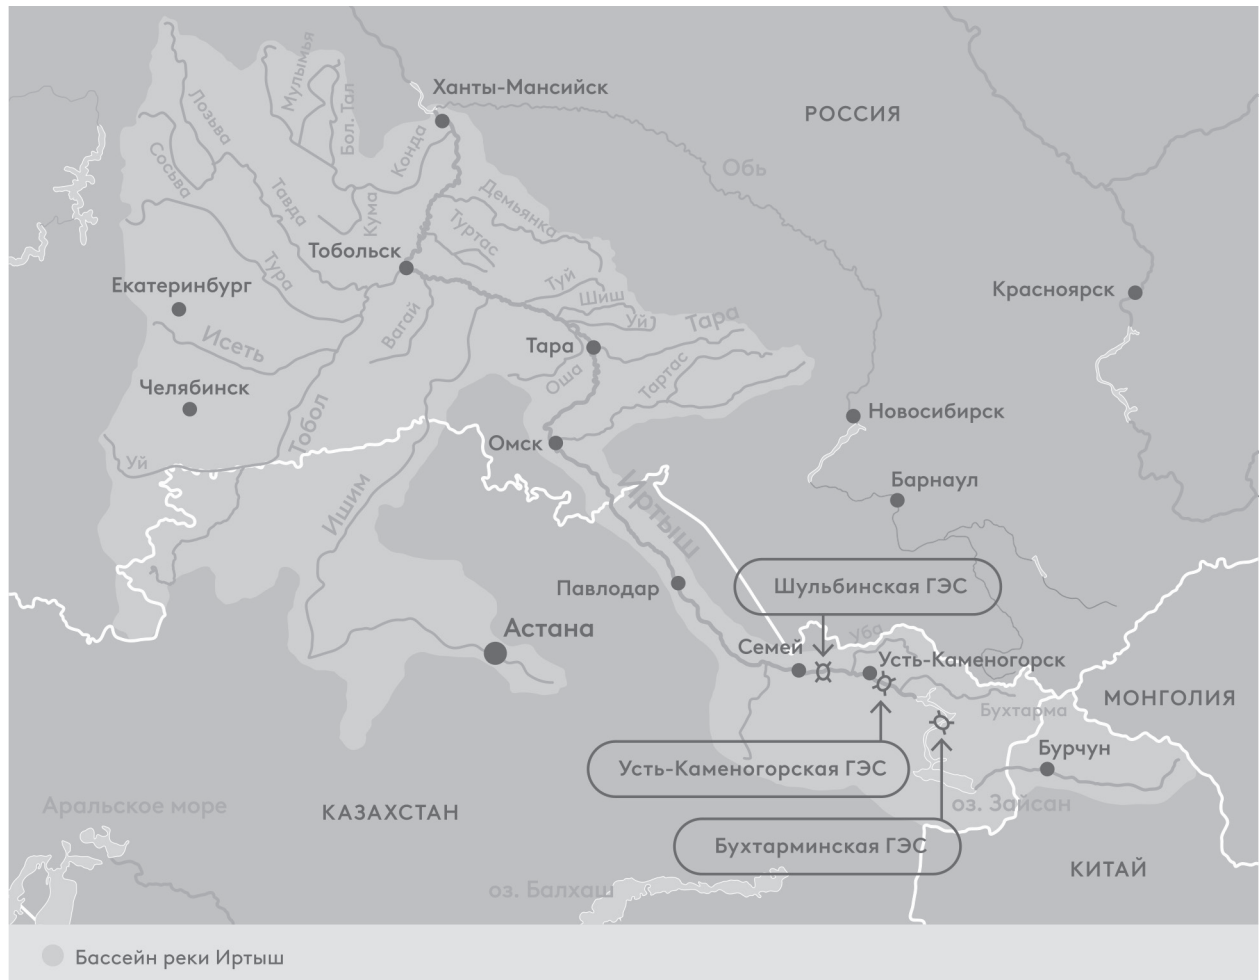 Ханты-Мансийск
РОССИЯ
Мулымья
Лозьва
Бол. Тал
Конда
Сосьва
Обь
Тавда
Кума
Демьянка
Туртас
Тобольск
Тура
Екатеринбург
Туй
Шиш
Уй
Тара
Красноярск
Вагай
Исеть
Тара
Оша
Тартас
Челябинск
Тобол
Новосибирск
Омск
Уй
Ишим
Иртыш
Барнаул
Павлодар
Шульбинская ГЭС
Астана
Уба
Семей
Усть-Каменогорск
МОНГОЛИЯ
Бухтарма
Бурчун
Усть-Каменогорская ГЭС
Аральское море
КАЗАХСТАН
оз. Зайсан
Бухтарминская ГЭС
КИТАЙ
оз. Балхаш
Бассейн реки Иртыш